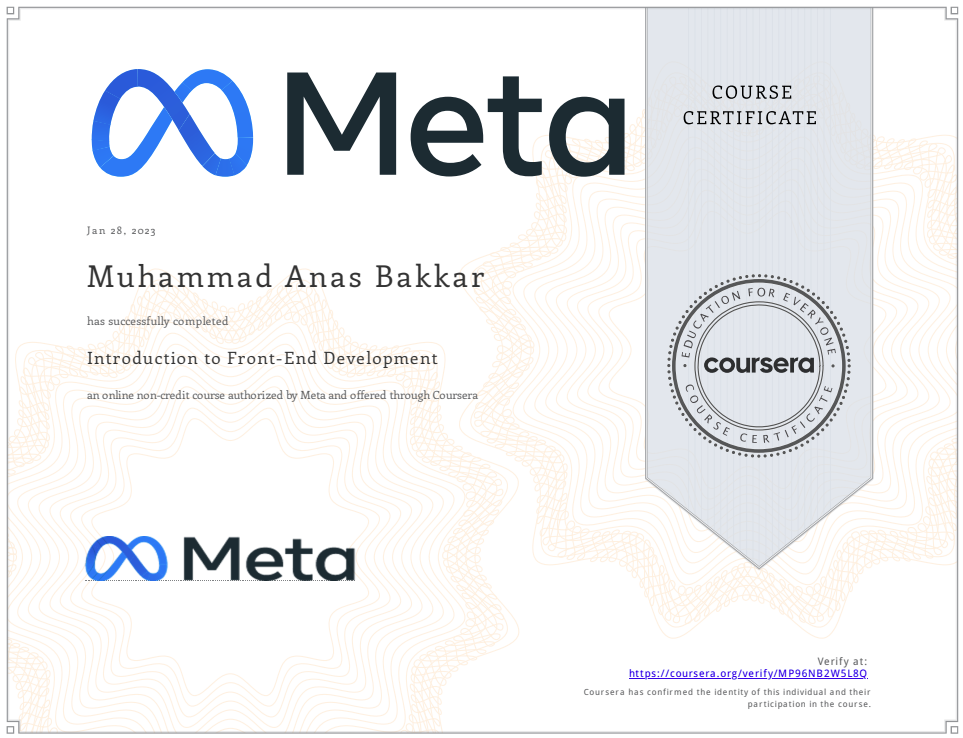 Meta
COURSE
CERTIFICATE
Jan 28, 2023
Muhammad Anas Bakkar
has successfully completed
Introduction to Front-End Development
an online non-credit course authorized by Meta and offered through Coursera
EDUCATION FOR EVERYONE
coursera
COURSE CERTIFICATE
Meta
Verify at:
https://coursera.org/verify/MP96NB2W5L8Q
Coursera has confirmed the identity of this individual and their
participation in the course.